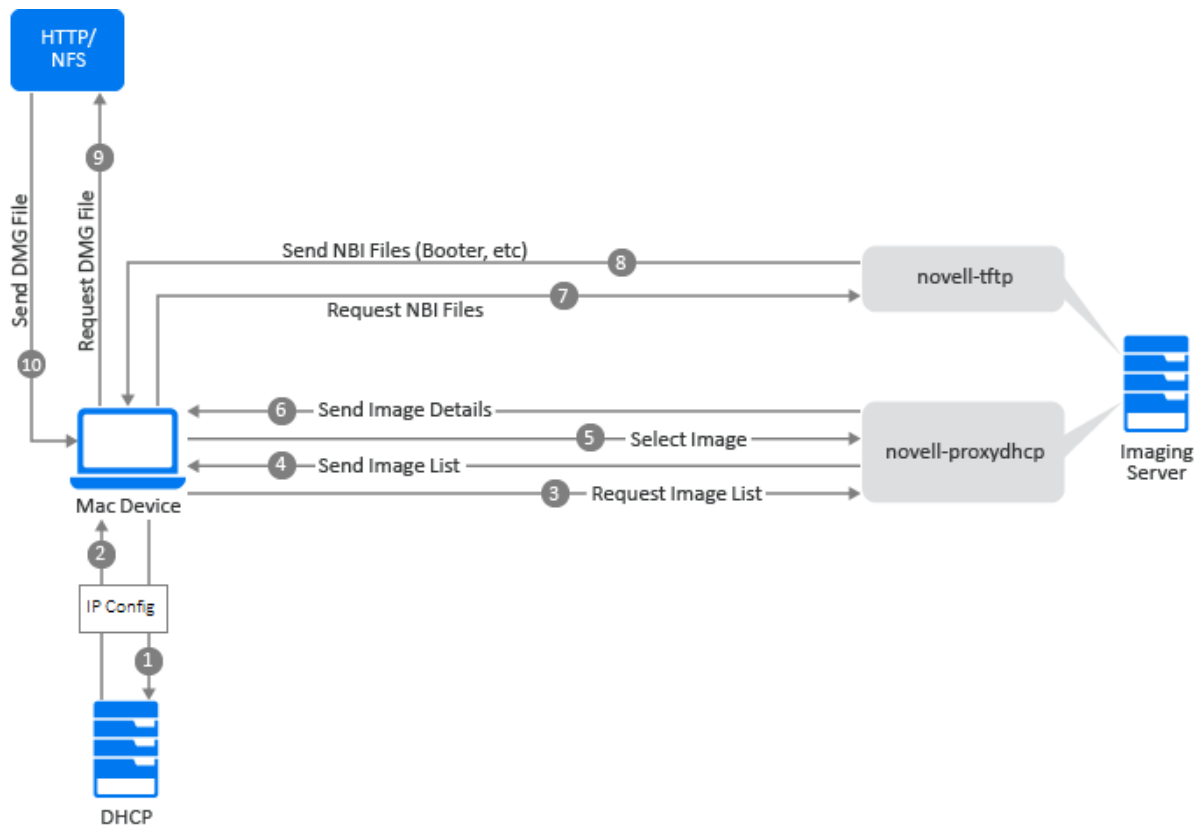 HTTP/
NFS
9
Send DMG File
Request DMG File
10
Send NBI Files (Booter, etc)
8
novell-tftp
7
Request NBI Files
6 Send Image Details
5 Select Image
novell-proxydhcp
4 Send Image List
3 Request Image List
Imaging
Server
Mac Device
2
IP Config
1
DHCP